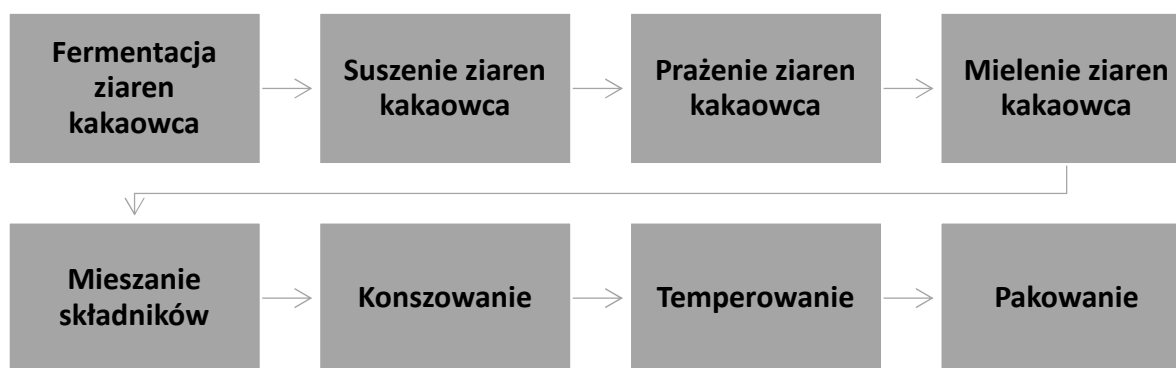 Fermentacja
ziaren
kakaowca
Suszenie ziaren
kakaowca
Prażenie ziaren
kakaowca
Mielenie ziaren
kakaowca
Mieszanie
składników
Konszowanie
Temperowanie
Pakowanie